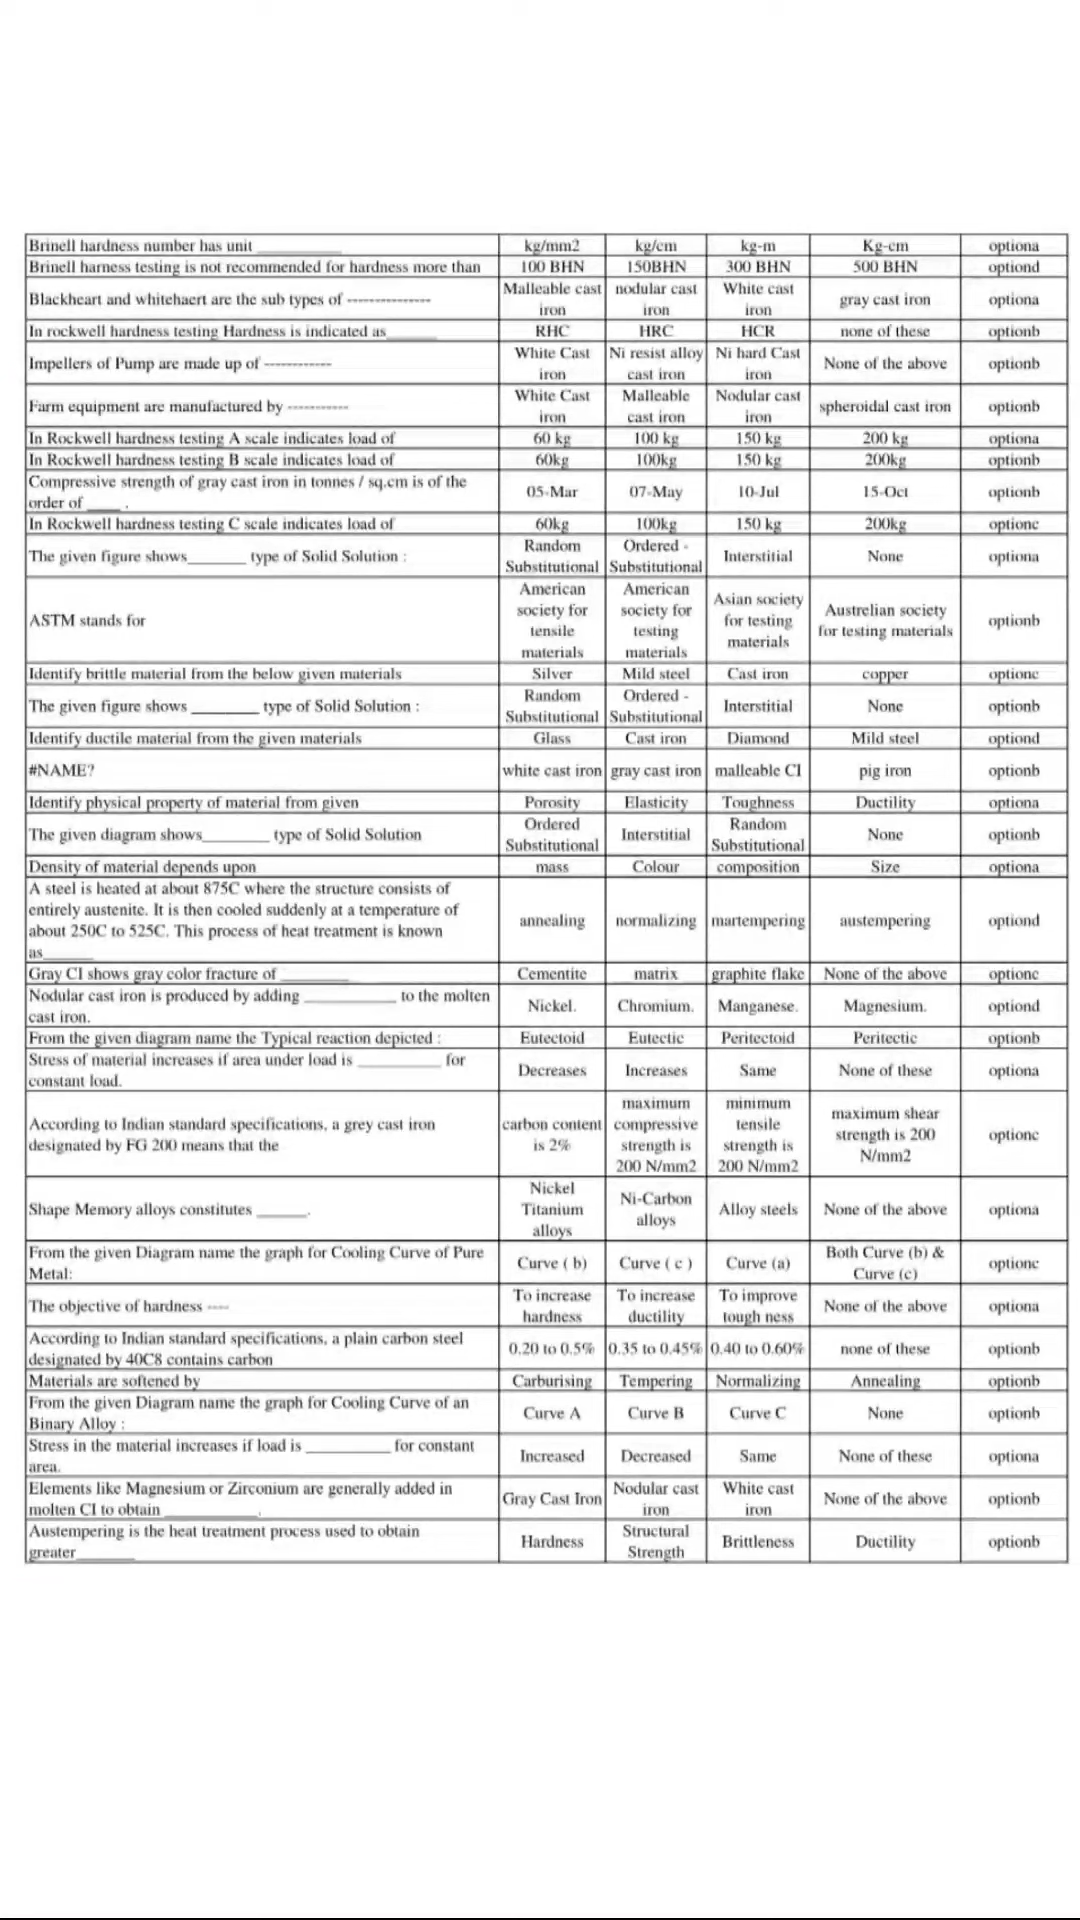 Brinell hardness number has unit __________ kg/mm2 kg/cm kg-m Kg-cm optiona
Brinell harness testing is not recommended for hardness more than 100 BHN 150BHN 300 BHN 500 BHN optiond
Blackheart and whitehaert are the sub types of --------------- Malleable cast iron nodular cast iron White cast iron gray cast iron optiona
In rockwell hardness testing Hardness is indicated as______ RHC HRC HCR none of these optionb
Impellers of Pump are made up of ------------ White Cast iron Ni resist alloy cast iron Ni hard Cast iron None of the above optionb
Farm equipment are manufactured by ----------- White Cast iron Malleable cast iron Nodular cast iron spheroidal cast iron optionb
In Rockwell hardness testing A scale indicates load of 60 kg 100 kg 150 kg 200 kg optiona
In Rockwell hardness testing B scale indicates load of 60kg 100kg 150 kg 200kg optionb
Compressive strength of gray cast iron in tonnes / sq.cm is of the order of ____ . 05-Mar 07-May 10-Jul 15-Oct optionb
In Rockwell hardness testing C scale indicates load of 60kg 100kg 150 kg 200kg optionc
The given figure shows_______ type of Solid Solution : Random Substitutional Ordered - Substitutional Interstitial None optiona
ASTM stands for American society for tensile materials American society for testing materials Asian society for testing materials Austrelian society for testing materials optionb
Identify brittle material from the below given materials Silver Mild steel Cast iron copper optionc
The given figure shows ________ type of Solid Solution : Random Substitutional Ordered - Substitutional Interstitial None optionb
Identify ductile material from the given materials Glass Cast iron Diamond Mild steel optiond
#NAME? white cast iron gray cast iron malleable CI pig iron optionb
Identify physical property of material from given Porosity Elasticity Toughness Ductility optiona
The given diagram shows________ type of Solid Solution Ordered Substitutional Interstitial Random Substitutional None optionb
Density of material depends upon mass Colour composition Size optiona
A steel is heated at about 875C where the structure consists of entirely austenite. It is then cooled suddenly at a temperature of about 250C to 525C. This process of heat treatment is known as______ annealing normalizing martempering austempering optiond
Gray CI shows gray color fracture of ________ Cementite matrix graphite flake None of the above optionc
Nodular cast iron is produced by adding ___________ to the molten cast iron. Nickel. Chromium. Manganese. Magnesium. optiond
From the given diagram name the Typical reaction depicted : Eutectoid Eutectic Peritectoid Peritectic optionb
Stress of material increases if area under load is __________ for constant load. Decreases Increases Same None of these optiona
According to Indian standard specifications, a grey cast iron designated by FG 200 means that the carbon content is 2% maximum compressive strength is 200 N/mm2 minimum tensile strength is 200 N/mm2 maximum shear strength is 200 N/mm2 optionc
Shape Memory alloys constitutes ______. Nickel Titanium alloys Ni-Carbon alloys Alloy steels None of the above optiona
From the given Diagram name the graph for Cooling Curve of Pure Metal: Curve ( b) Curve ( c ) Curve (a) Both Curve (b) & Curve (c) optionc
The objective of hardness ---- To increase hardness To increase ductility To improve tough ness None of the above optiona
According to Indian standard specifications, a plain carbon steel designated by 40C8 contains carbon 0.20 to 0.5% 0.35 to 0.45% 0.40 to 0.60% none of these optionb
Materials are softened by Carburising Tempering Normalizing Annealing optionb
From the given Diagram name the graph for Cooling Curve of an Binary Alloy : Curve A Curve B Curve C None optionb
Stress in the material increases if load is __________ for constant area. Increased Decreased Same None of these optiona
Elements like Magnesium or Zirconium are generally added in molten CI to obtain ___________. Gray Cast Iron Nodular cast iron White cast iron None of the above optionb
Austempering is the heat treatment process used to obtain greater_______ Hardness Structural Strength Brittleness Ductility optionb